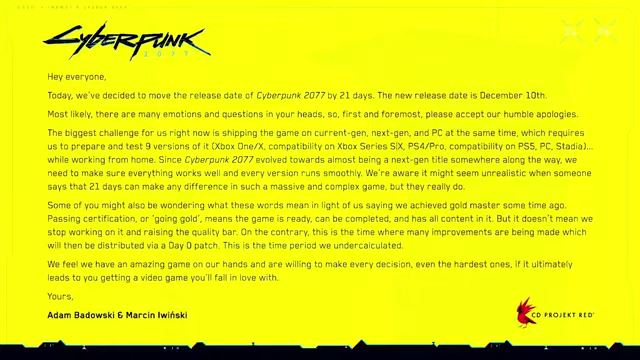 Cyberpunk
2077
Hey everyone,
Today, we've decided to move the release date of Cyberpunk 2077 by 21 days. The new release date is December 10th.
Most likely, there are many emotions and questions in your heads, so, first and foremost, please accept our humble apologies.
The biggest challenge for us right now is shipping the game on current-gen, next-gen, and PC at the same time, which requires
us to prepare and test 9 versions of it (Xbox One/X, compatibility on Xbox Series S|X, PS4/Pro, compatibility on PS5, PC, Stadia)...
while working from home. Since Cyberpunk 2077 evolved towards almost being a next-gen title somewhere along the way, we
need to make sure everything works well and every version runs smoothly. We're aware it might seem unrealistic when someone
says that 21 days can make any difference in such a massive and complex game, but they really do.
Some of you might also be wondering what these words mean in light of us saying we achieved gold master some time ago.
Passing certification, or 'going gold', means the game is ready, can be completed, and has all content in it. But it doesn't mean we
stop working on it and raising the quality bar. On the contrary, this is the time where many improvements are being made which
will then be distributed via a Day 0 patch. This is the time period we undercalculated.
We feel we have an amazing game on our hands and are willing to make every decision, even the hardest ones, if it ultimately
leads to you getting a video game you'll fall in love with.
Yours,
Adam Badowski & Marcin Iwiński
CD PROJEKT RED